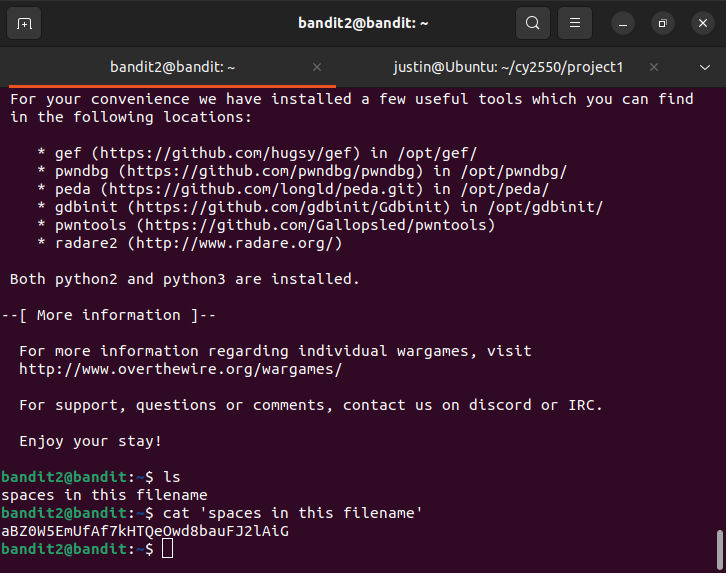 bandit2@bandit: ~
bandit2@bandit: ~
justin@Ubuntu: ~/cy2550/project1
For your convenience we have installed a few useful tools which you can find
in the following locations:
* gef (https://github.com/hugsy/gef) in /opt/gef/
* pwndbg (https://github.com/pwndbg/pwndbg) in /opt/pwndbg/
* peda (https://github.com/longld/peda.git) in /opt/peda/
* gdbinit (https://github.com/gdbinit/Gdbinit) in /opt/gdbinit/
* pwntools (https://github.com/Gallopsled/pwntools)
* radare2 (http://www.radare.org/)
Both python2 and python3 are installed.
--[ More information ]--
For more information regarding individual wargames, visit
http://www.overthewire.org/wargames/
For support, questions or comments, contact us on discord or IRC.
Enjoy your stay!
bandit2@bandit:~$ ls
spaces in this filename
bandit2@bandit:~$ cat 'spaces in this filename'
aBZ0W5EmUfAf7kHTQeOwd8bauFJ2lAiG
bandit2@bandit:~$